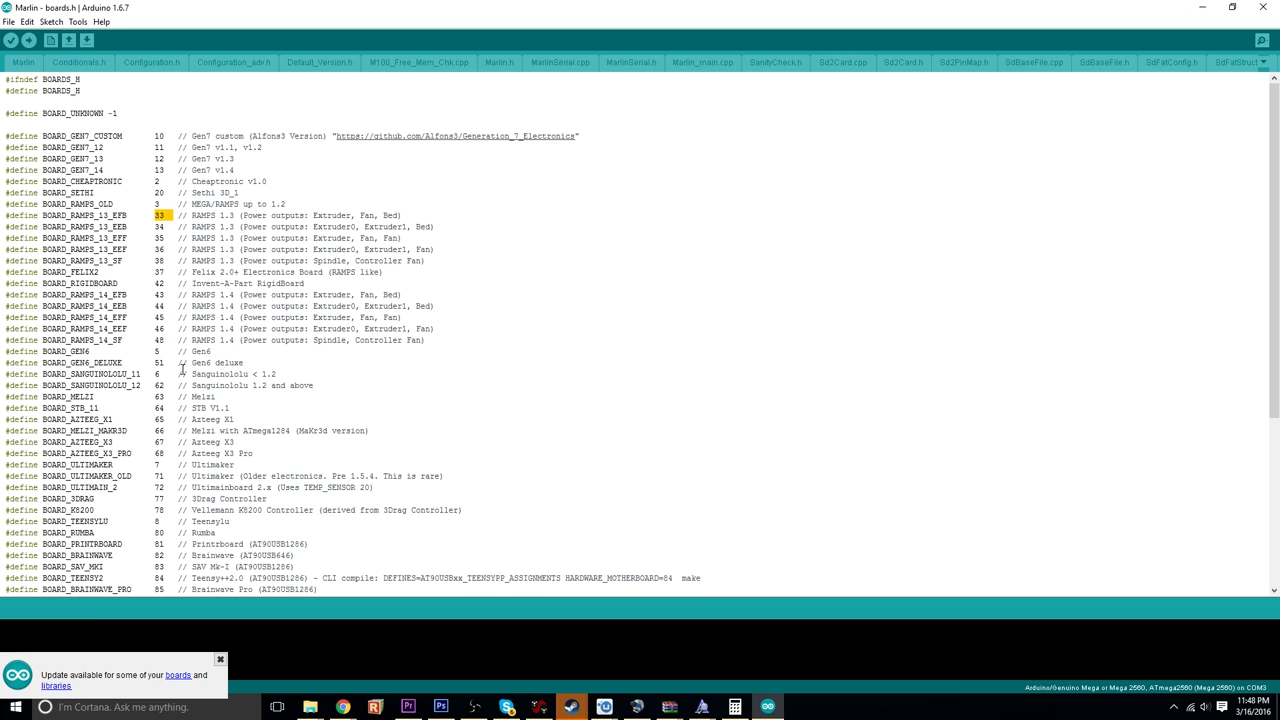 Marlin - boards.h | Arduino 1.6.7
File Edit Sketch Tools Help
Marlin Conditionals.h Configuration.h Configuration_adv.h Default_Version.h M100_Free_Mem_Chk.cpp Marlin.h MarlinSerial.cpp MarlinSerial.h Marlin_main.cpp SanityCheck.h Sd2Card.cpp Sd2Card.h Sd2PinMap.h SdBaseFile.cpp SdBaseFile.h SdFatConfig.h SdFatStruct
#ifndef BOARDS_H
#define BOARDS_H
#define BOARD_UNKNOWN -1
#define BOARD_GEN7_CUSTOM 10 // Gen7 custom (Alfons3 Version) "https://github.com/Alfons3/Generation_7_Electronics"
#define BOARD_GEN7_12 11 // Gen7 v1.1, v1.2
#define BOARD_GEN7_13 12 // Gen7 v1.3
#define BOARD_GEN7_14 13 // Gen7 v1.4
#define BOARD_CHEAPTRONIC 2 // Cheaptronic v1.0
#define BOARD_SETHI 20 // Sethi 3D_1
#define BOARD_RAMPS_OLD 3 // MEGA/RAMPS up to 1.2
#define BOARD_RAMPS_13_EFB 33 // RAMPS 1.3 (Power outputs: Extruder, Fan, Bed)
#define BOARD_RAMPS_13_EEB 34 // RAMPS 1.3 (Power outputs: Extruder0, Extruder1, Bed)
#define BOARD_RAMPS_13_EFF 35 // RAMPS 1.3 (Power outputs: Extruder, Fan, Fan)
#define BOARD_RAMPS_13_EEF 36 // RAMPS 1.3 (Power outputs: Extruder0, Extruder1, Fan)
#define BOARD_RAMPS_13_SF 38 // RAMPS 1.3 (Power outputs: Spindle, Controller Fan)
#define BOARD_FELIX2 37 // Felix 2.0+ Electronics Board (RAMPS like)
#define BOARD_RIGIDBOARD 42 // Invent-A-Part RigidBoard
#define BOARD_RAMPS_14_EFB 43 // RAMPS 1.4 (Power outputs: Extruder, Fan, Bed)
#define BOARD_RAMPS_14_EEB 44 // RAMPS 1.4 (Power outputs: Extruder0, Extruder1, Bed)
#define BOARD_RAMPS_14_EFF 45 // RAMPS 1.4 (Power outputs: Extruder, Fan, Fan)
#define BOARD_RAMPS_14_EEF 46 // RAMPS 1.4 (Power outputs: Extruder0, Extruder1, Fan)
#define BOARD_RAMPS_14_SF 48 // RAMPS 1.4 (Power outputs: Spindle, Controller Fan)
#define BOARD_GEN6 5 // Gen6
#define BOARD_GEN6_DELUXE 51 // Gen6 deluxe
#define BOARD_SANGUINOLOLU_11 6 // Sanguinololu < 1.2
#define BOARD_SANGUINOLOLU_12 62 // Sanguinololu 1.2 and above
#define BOARD_MELZI 63 // Melzi
#define BOARD_STB_11 64 // STB V1.1
#define BOARD_AZTEEG_X1 65 // Azteeg X1
#define BOARD_MELZI_MAKR3D 66 // Melzi with ATmega1284 (MaKr3d version)
#define BOARD_AZTEEG_X3 67 // Azteeg X3
#define BOARD_AZTEEG_X3_PRO 68 // Azteeg X3 Pro
#define BOARD_ULTIMAKER 7 // Ultimaker
#define BOARD_ULTIMAKER_OLD 71 // Ultimaker (Older electronics. Pre 1.5.4. This is rare)
#define BOARD_ULTIMAIN_2 72 // Ultimainboard 2.x (Uses TEMP_SENSOR 20)
#define BOARD_3DRAG 77 // 3Drag Controller
#define BOARD_K8200 78 // Vellemann K8200 Controller (derived from 3Drag Controller)
#define BOARD_TEENSYLU 8 // Teensylu
#define BOARD_RUMBA 80 // Rumba
#define BOARD_PRINTRBOARD 81 // Printrboard (AT90USB1286)
#define BOARD_BRAINWAVE 82 // Brainwave (AT90USB646)
#define BOARD_SAV_MKI 83 // SAV Mk-I (AT90USB1286)
#define BOARD_TEENSY2 84 // Teensy++2.0 (AT90USB1286) - CLI compile: DEFINES=AT90USBxx_TEENSYPP_ASSIGNMENTS HARDWARE_MOTHERBOARD=84 make
#define BOARD_BRAINWAVE_PRO 85 // Brainwave Pro (AT90USB1286)
Update available for some of your boards and
libraries
Arduino/Genuino Mega or Mega 2560, ATmega2560 (Mega 2560) on COM3
I'm Cortana. Ask me anything.
11:48 PM
3/16/2016